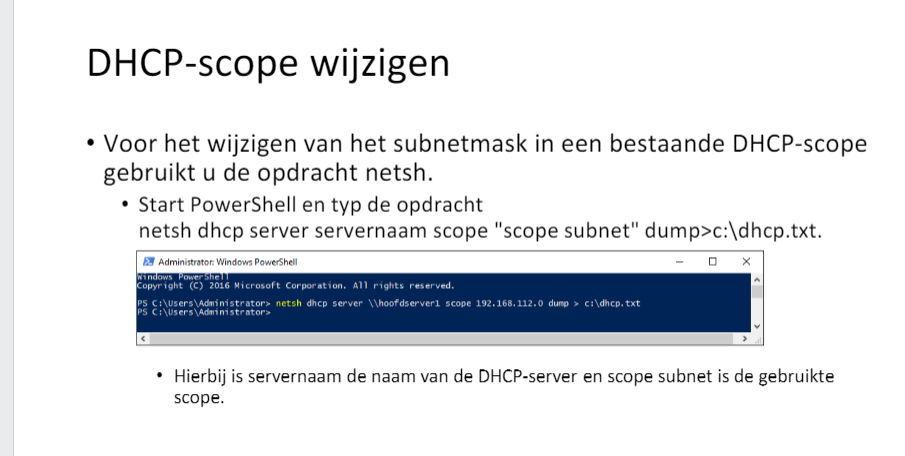 DHCP-scope wijzigen
• Voor het wijzigen van het subnetmask in een bestaande DHCP-scope
gebruikt u de opdracht netsh.
• Start PowerShell en typ de opdracht
netsh dhcp server servernaam scope "scope subnet" dump>c:\dhcp.txt.
Administrator: Windows PowerShell
Windows PowerShell
Copyright (C) 2016 Microsoft Corporation. All rights reserved.
PS C:\Users\Administrator> netsh dhcp server \\hoofdserver1 scope 192.168.112.0 dump > c:\dhcp.txt
PS C:\Users\Administrator>
• Hierbij is servernaam de naam van de DHCP-server en scope subnet is de gebruikte
scope.